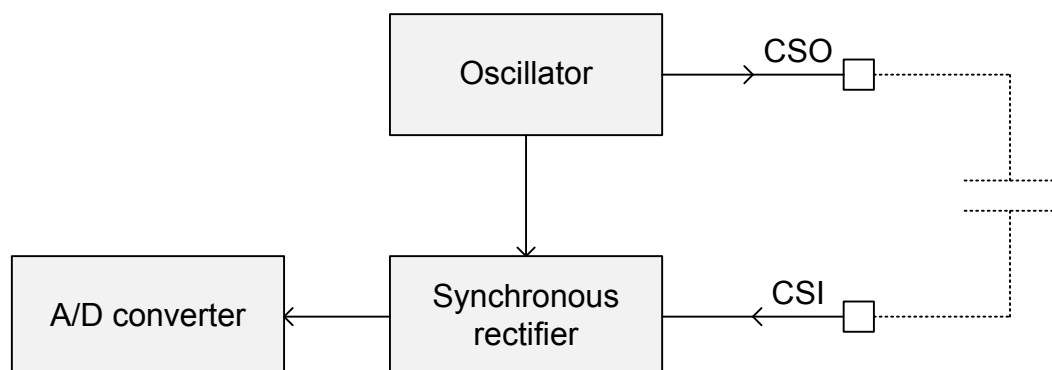 CSO
Oscillator
Synchronous
rectifier
A/D converter
CSI